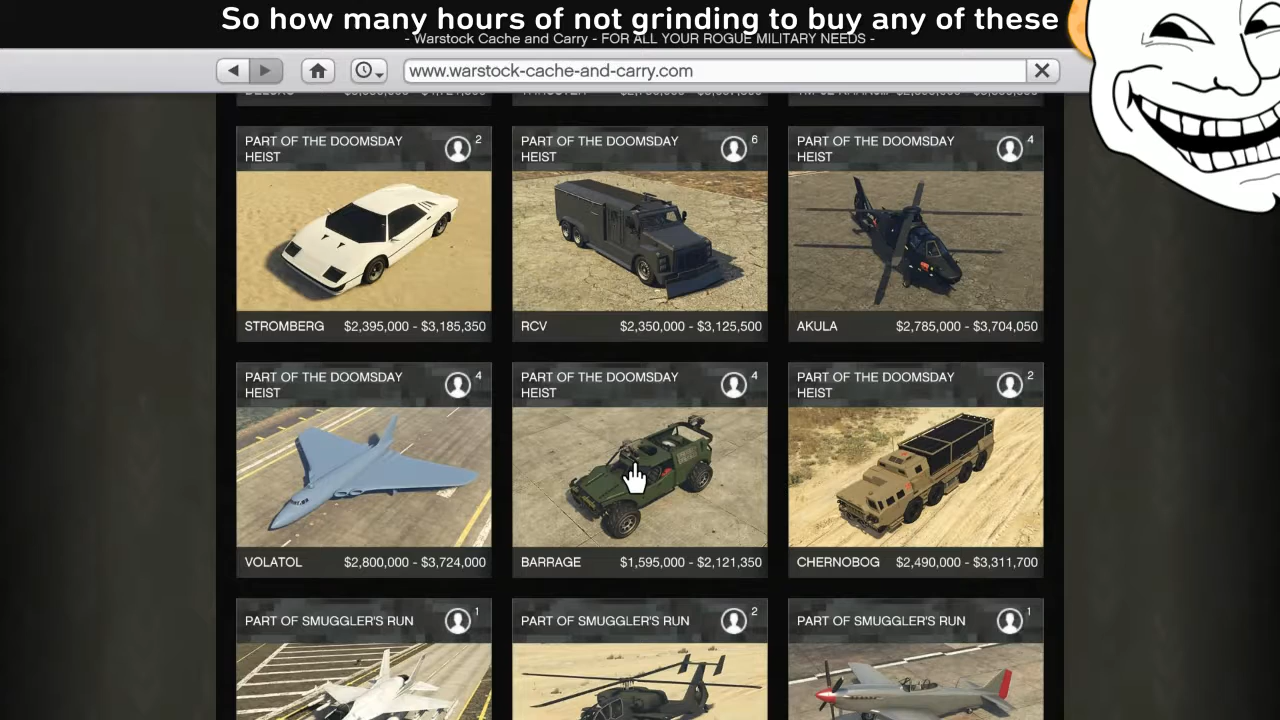 So how many hours of not grinding to buy any of these
- Warstock Cache and Carry - FOR ALL YOUR ROGUE MILITARY NEEDS -
www.warstock-cache-and-carry.com
PART OF THE DOOMSDAY HEIST 2
PART OF THE DOOMSDAY HEIST 6
PART OF THE DOOMSDAY HEIST 4
STROMBERG $2,395,000 - $3,185,350
RCV $2,350,000 - $3,125,500
AKULA $2,785,000 - $3,704,050
PART OF THE DOOMSDAY HEIST 4
PART OF THE DOOMSDAY HEIST 4
PART OF THE DOOMSDAY HEIST 2
VOLATOL $2,800,000 - $3,724,000
BARRAGE $1,595,000 - $2,121,350
CHERNOBOG $2,490,000 - $3,311,700
PART OF SMUGGLER'S RUN 1
PART OF SMUGGLER'S RUN 2
PART OF SMUGGLER'S RUN 1